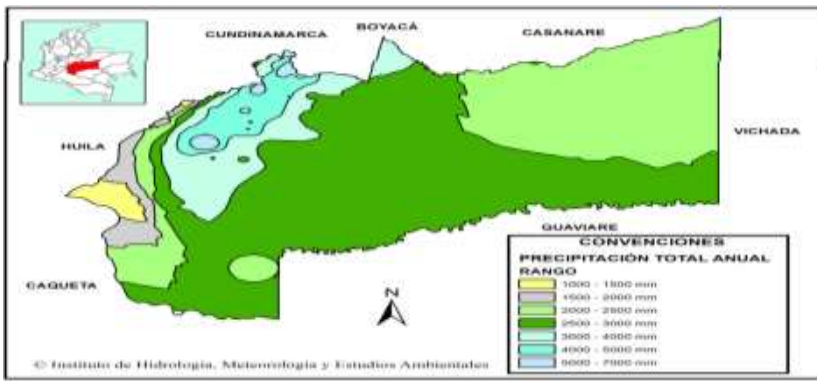 CUNDINAMARCA
BOYACÁ
CASANARE
HUILA
VICHADA
GUAVIARE
CAQUETA
N
CONVENCIONES
PRECIPITACIÓN TOTAL ANUAL
RANGO
1000 - 1500 mm
1500 - 2000 mm
2000 - 2500 mm
2500 - 3000 mm
3000 - 4000 mm
4000 - 5000 mm
5000 - 7000 mm
© Instituto de Hidrología, Meteorología y Estudios Ambientales